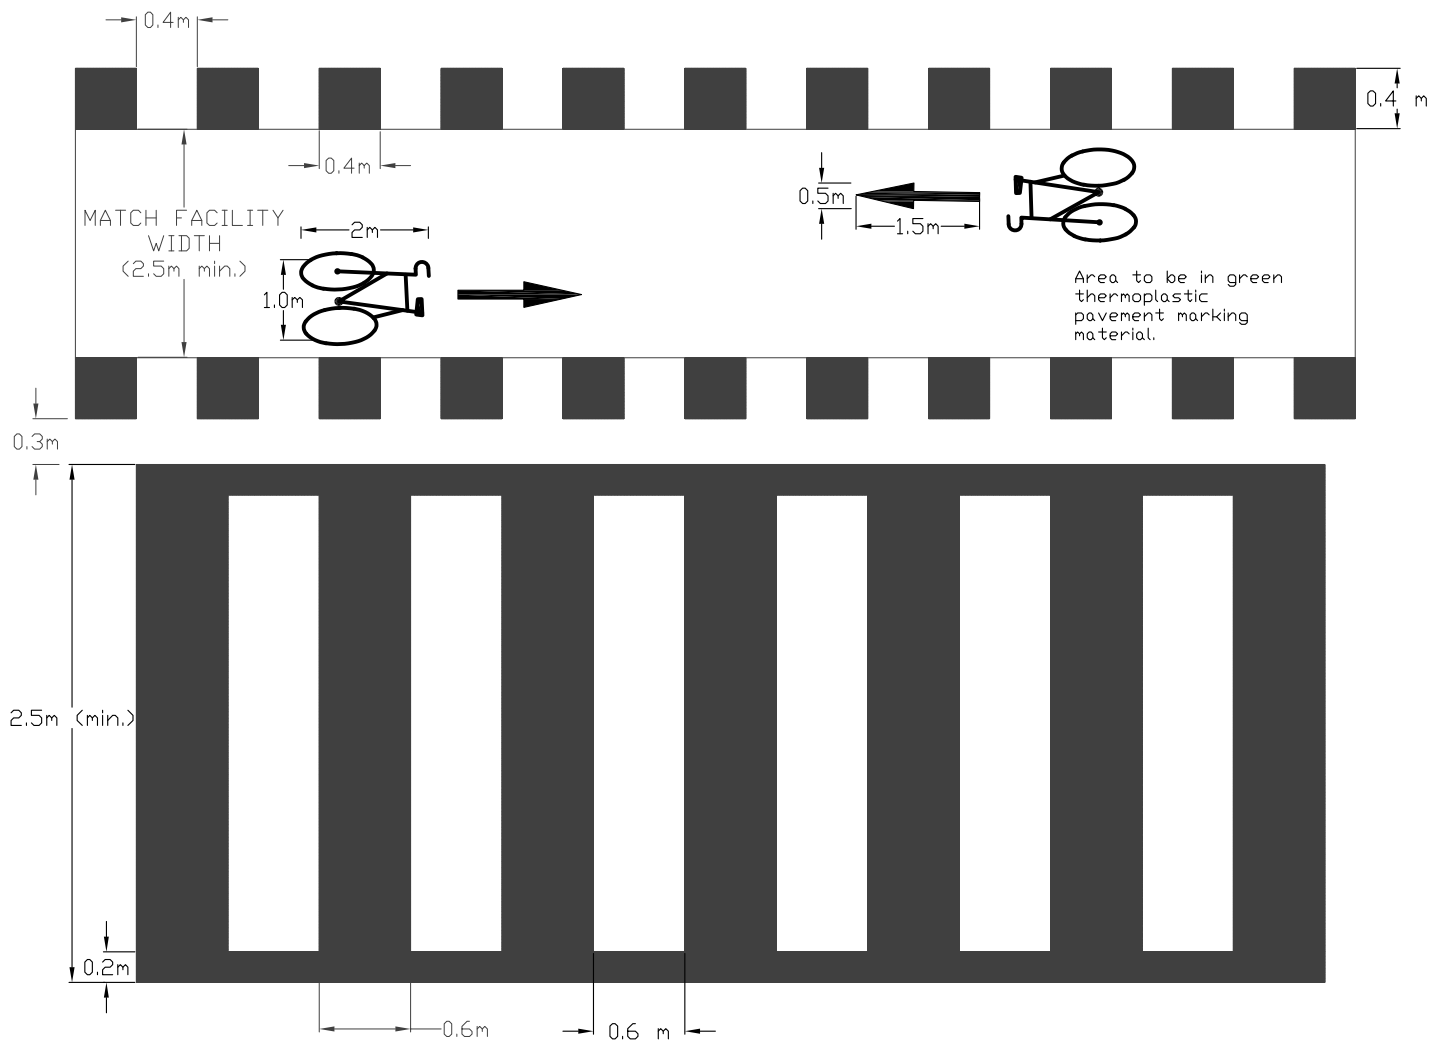 0.4m
0.4 m
0.4m
0.5m
1.5m
MATCH FACILITY
WIDTH
(2.5m min.)
2m
1.0m
Area to be in green
thermoplastic
pavement marking
material.
0.3m
2.5m (min.)
0.2m
0.6m
0.6 m